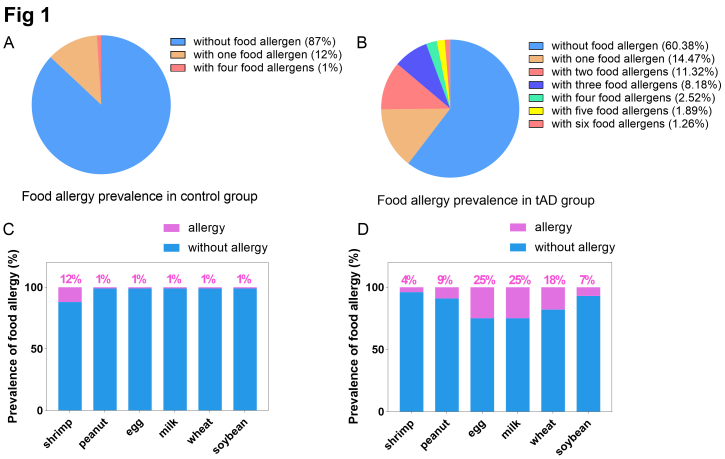 Fig 1
A
without food allergen (87%)
with one food allergen (12%)
with four food allergens (1%)
Food allergy prevalence in control group
B
without food allergen (60.38%)
with one food allergen (14.47%)
with two food allergens (11.32%)
with three food allergens (8.18%)
with four food allergens (2.52%)
with five food allergens (1.89%)
with six food allergens (1.26%)
Food allergy prevalence in tAD group
C
allergy
without allergy
Prevalence of food allergy (%)
100
50
0
12% 1% 1% 1% 1% 1%
shrimp peanut egg milk wheat soybean
D
allergy
without allergy
Prevalence of food allergy (%)
100
50
0
4% 9% 25% 25% 18% 7%
shrimp peanut egg milk wheat soybean